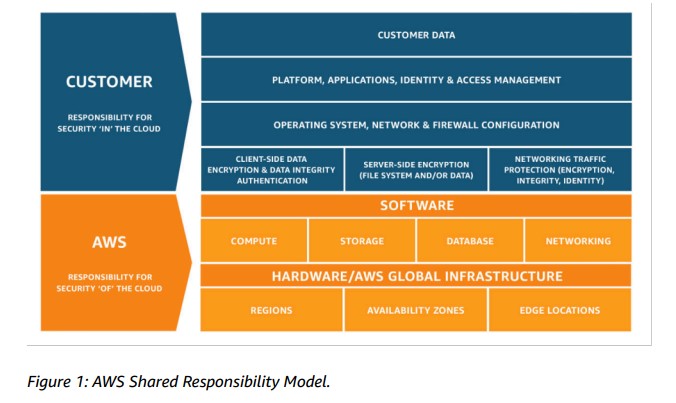 CUSTOMER
RESPONSIBILITY FOR
SECURITY 'IN' THE CLOUD
CUSTOMER DATA
PLATFORM, APPLICATIONS, IDENTITY & ACCESS MANAGEMENT
OPERATING SYSTEM, NETWORK & FIREWALL CONFIGURATION
CLIENT-SIDE DATA
ENCRYPTION & DATA INTEGRITY
AUTHENTICATION
SERVER-SIDE ENCRYPTION
(FILE SYSTEM AND/OR DATA)
NETWORKING TRAFFIC
PROTECTION (ENCRYPTION,
INTEGRITY, IDENTITY)
AWS
RESPONSIBILITY FOR
SECURITY 'OF' THE CLOUD
SOFTWARE
COMPUTE
STORAGE
DATABASE
NETWORKING
HARDWARE/AWS GLOBAL INFRASTRUCTURE
REGIONS
AVAILABILITY ZONES
EDGE LOCATIONS
Figure 1: AWS Shared Responsibility Model.